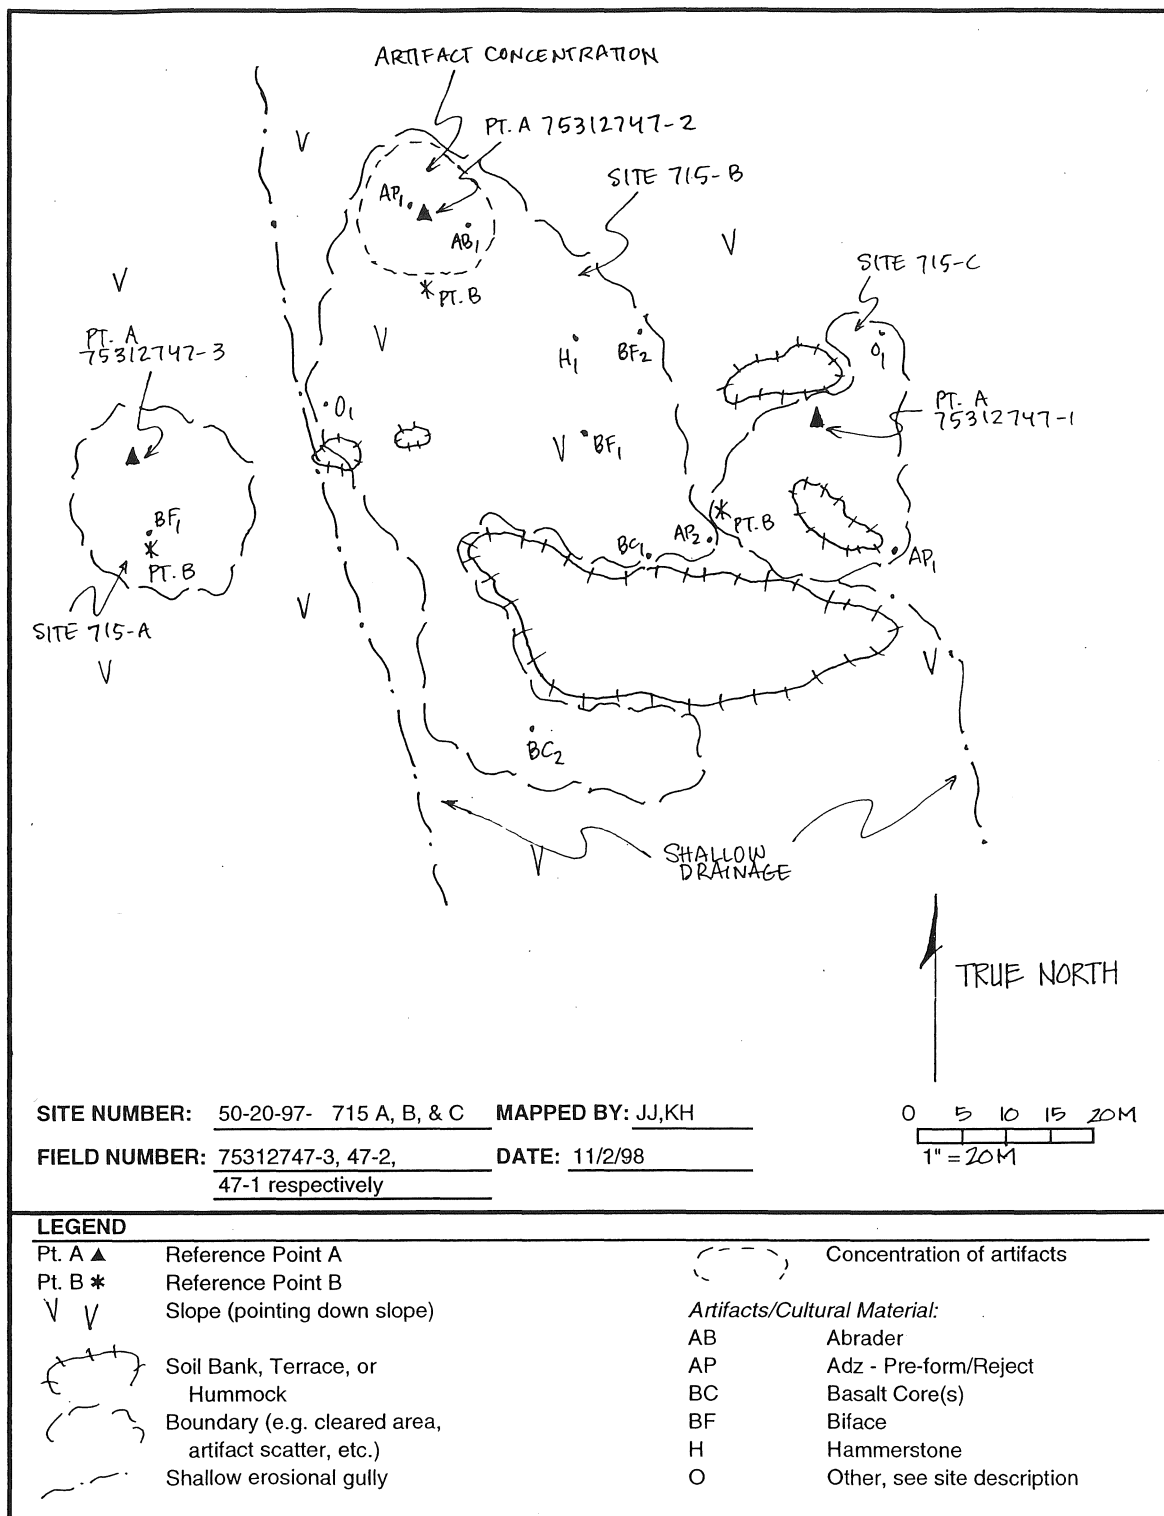 ARTIFACT CONCENTRATION
PT. A 75312747-2
SITE 715-B
AP1
AB1
PT. B
SITE 715-C
PT. A
75312747-3
H1
BF2
O1
O1
PT. A
75312747-1
BF1
BF1
PT. B
SITE 715-A
BC1
AP2
PT. B
AP1
BC2
SHALLOW
DRAINAGE
TRUE NORTH
SITE NUMBER: 50-20-97- 715 A, B, & C MAPPED BY: JJ,KH
FIELD NUMBER: 75312747-3, 47-2, DATE: 11/2/98
47-1 respectively
0 5 10 15 20M
1" = 20M
LEGEND
Pt. A Reference Point A
Pt. B * Reference Point B
V V Slope (pointing down slope)
Soil Bank, Terrace, or
Hummock
Boundary (e.g. cleared area,
artifact scatter, etc.)
Shallow erosional gully
Concentration of artifacts
Artifacts/Cultural Material:
AB Abrader
AP Adz - Pre-form/Reject
BC Basalt Core(s)
BF Biface
H Hammerstone
O Other, see site description